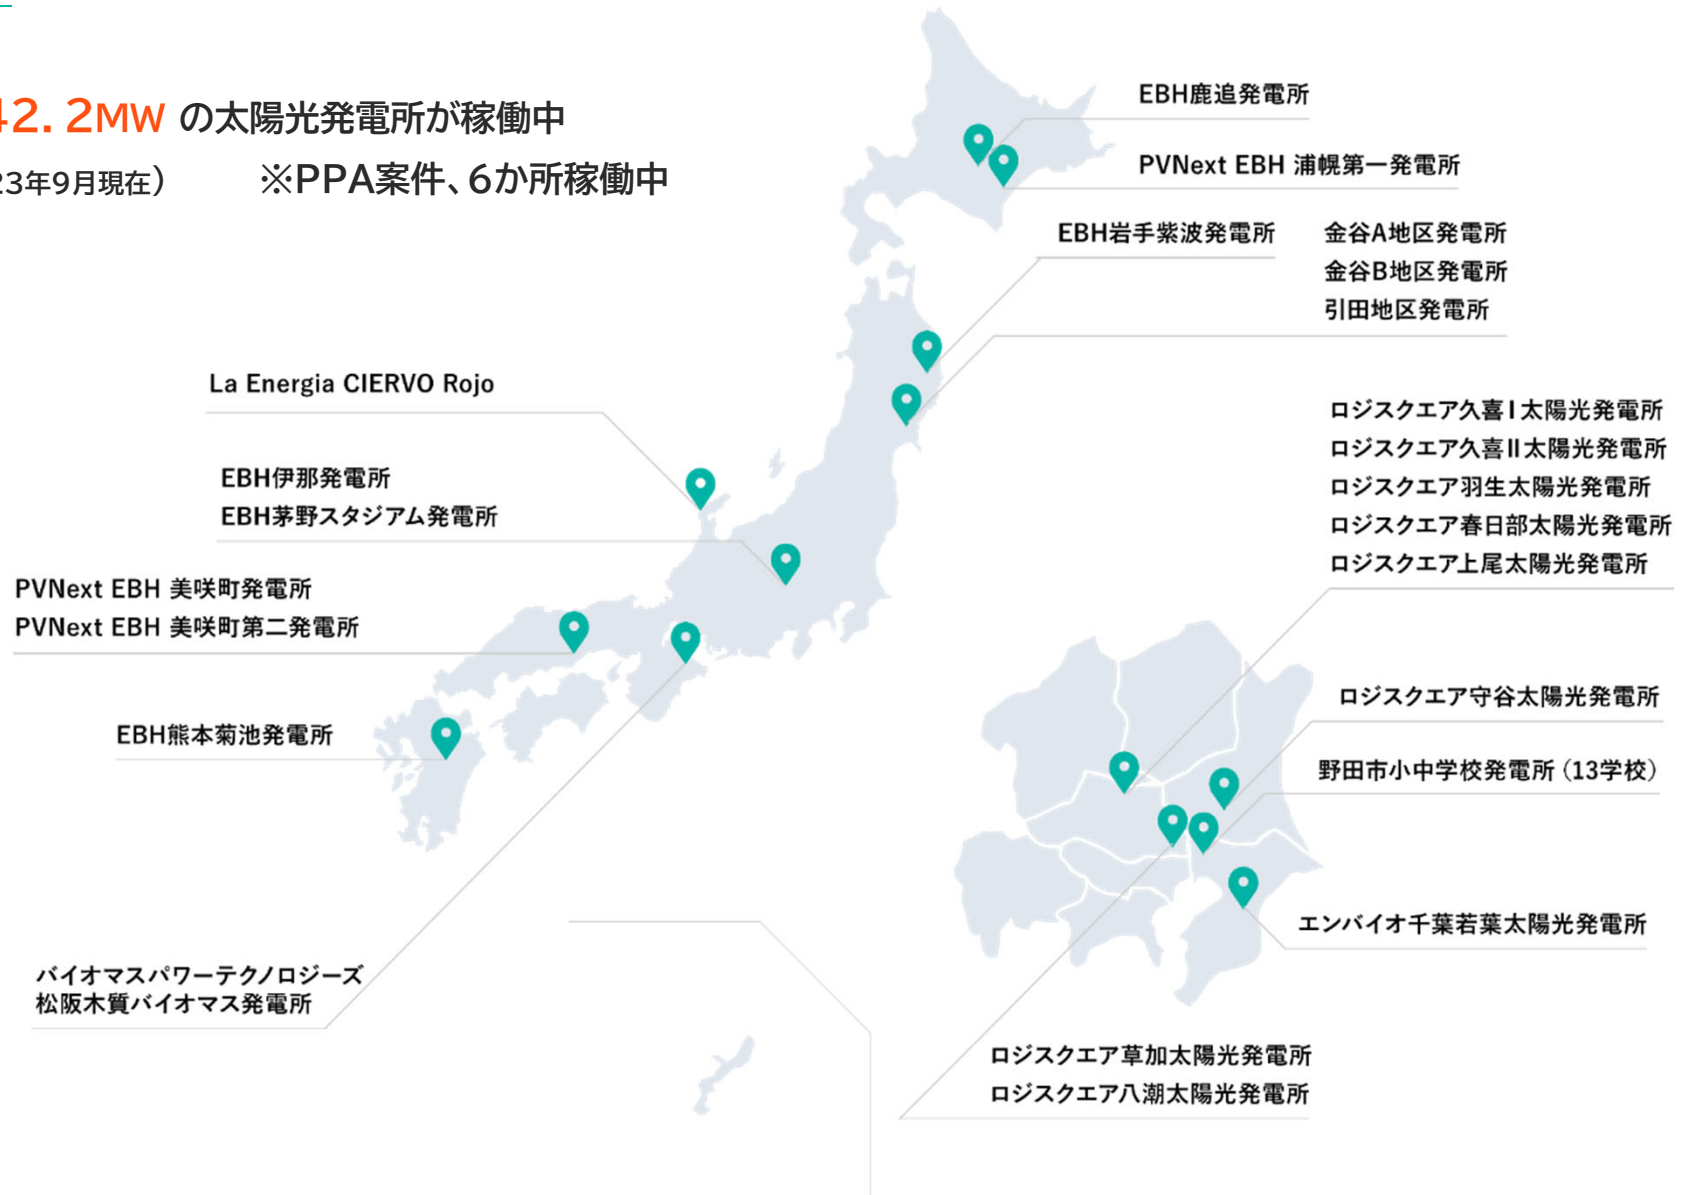 42.2MW の太陽光発電所が稼働中
23年9月現在） ※PPA案件、6か所稼働中
EBH鹿追発電所
PVNext EBH 浦幌第一発電所
EBH岩手紫波発電所
金谷A地区発電所
金谷B地区発電所
引田地区発電所
La Energia CIERVO Rojo
EBH伊那発電所
EBH茅野スタジアム発電所
PVNext EBH 美咲町発電所
PVNext EBH 美咲町第二発電所
EBH熊本菊池発電所
バイオマスパワーテクノロジーズ
松阪木質バイオマス発電所
ロジスクエア久喜I太陽光発電所
ロジスクエア久喜II太陽光発電所
ロジスクエア羽生太陽光発電所
ロジスクエア春日部太陽光発電所
ロジスクエア上尾太陽光発電所
ロジスクエア守谷太陽光発電所
野田市小中学校発電所（13学校）
エンバイオ千葉若葉太陽光発電所
ロジスクエア草加太陽光発電所
ロジスクエア八潮太陽光発電所